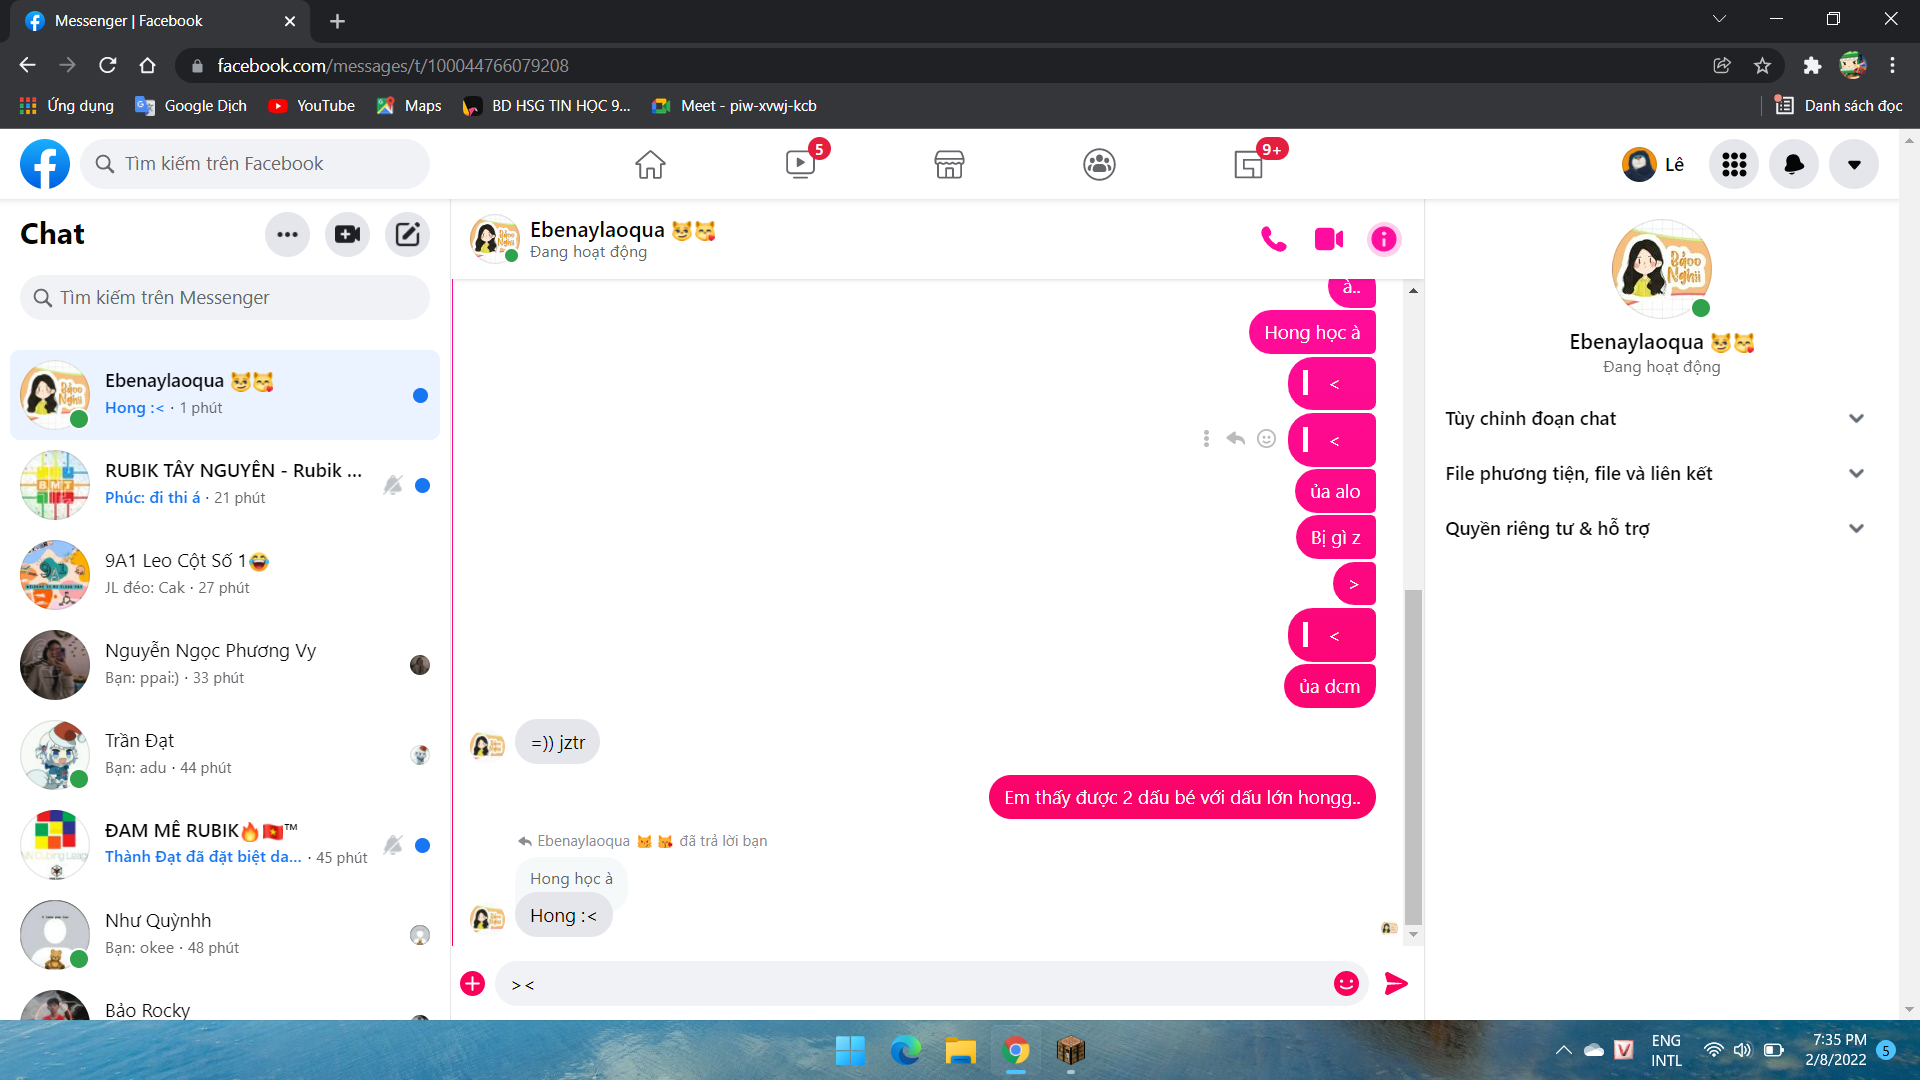 Messenger | Facebook
facebook.com/messages/t/100044766079208
Ứng dụng
Google Dịch
YouTube
Maps
BD HSG TIN HỌC 9...
Meet - piw-xvwj-kcb
Danh sách đọc
Tìm kiếm trên Facebook
5
9+
Lê
Chat
Tìm kiếm trên Messenger
Ebenaylaoqua 😼😽
Hong :< · 1 phút
RUBIK TÂY NGUYÊN - Rubik ...
Phúc: đi thi á · 21 phút
9A1 Leo Cột Số 1😂
JL đéo: Cak · 27 phút
Nguyễn Ngọc Phương Vy
Bạn: ppai:) · 33 phút
Trần Đạt
Bạn: adu · 44 phút
ĐAM MÊ RUBIK🔥🇻🇳™
Thành Đạt đã đặt biệt da... · 45 phút
Như Quỳnhh
Bạn: okee · 48 phút
Bảo Rocky
Ebenaylaoqua 😼😽
Đang hoạt động
à..
Hong học à
<
<
ủa alo
Bị gì z
>
<
ủa dcm
=)) jztr
Em thấy được 2 dấu bé với dấu lớn hongg..
Ebenaylaoqua 😼 😽 đã trả lời bạn
Hong học à
Hong :<
> <
Bảoo
Nghii
Ebenaylaoqua 😼😽
Đang hoạt động
Tùy chỉnh đoạn chat
File phương tiện, file và liên kết
Quyền riêng tư & hỗ trợ
ENG
INTL
7:35 PM
2/8/2022
5